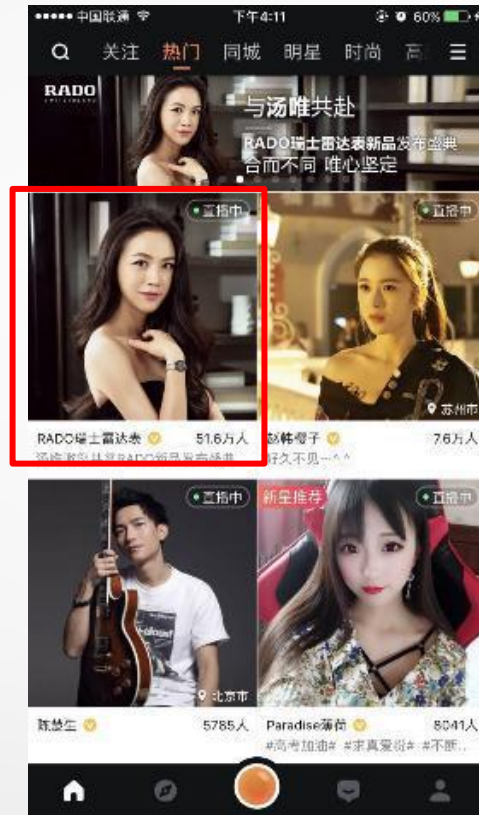 中国联通
下午4:11
60%
关注 热门 同城 明星 时尚 高
RADO
SWITZERLAND
与汤唯共赴
RADO瑞士雷达表新品发布盛典
合而不同 唯心坚定
直播中
直播中
苏州市
RADO瑞士雷达表
51.6万人
赵韩樱子
7.6万人
好久不见~^^
直播中
新星推荐
直播中
北京市
陈楚生
5785人
Paradise薄荷
8041人
#高考加油# #求真爱粉# #不断...